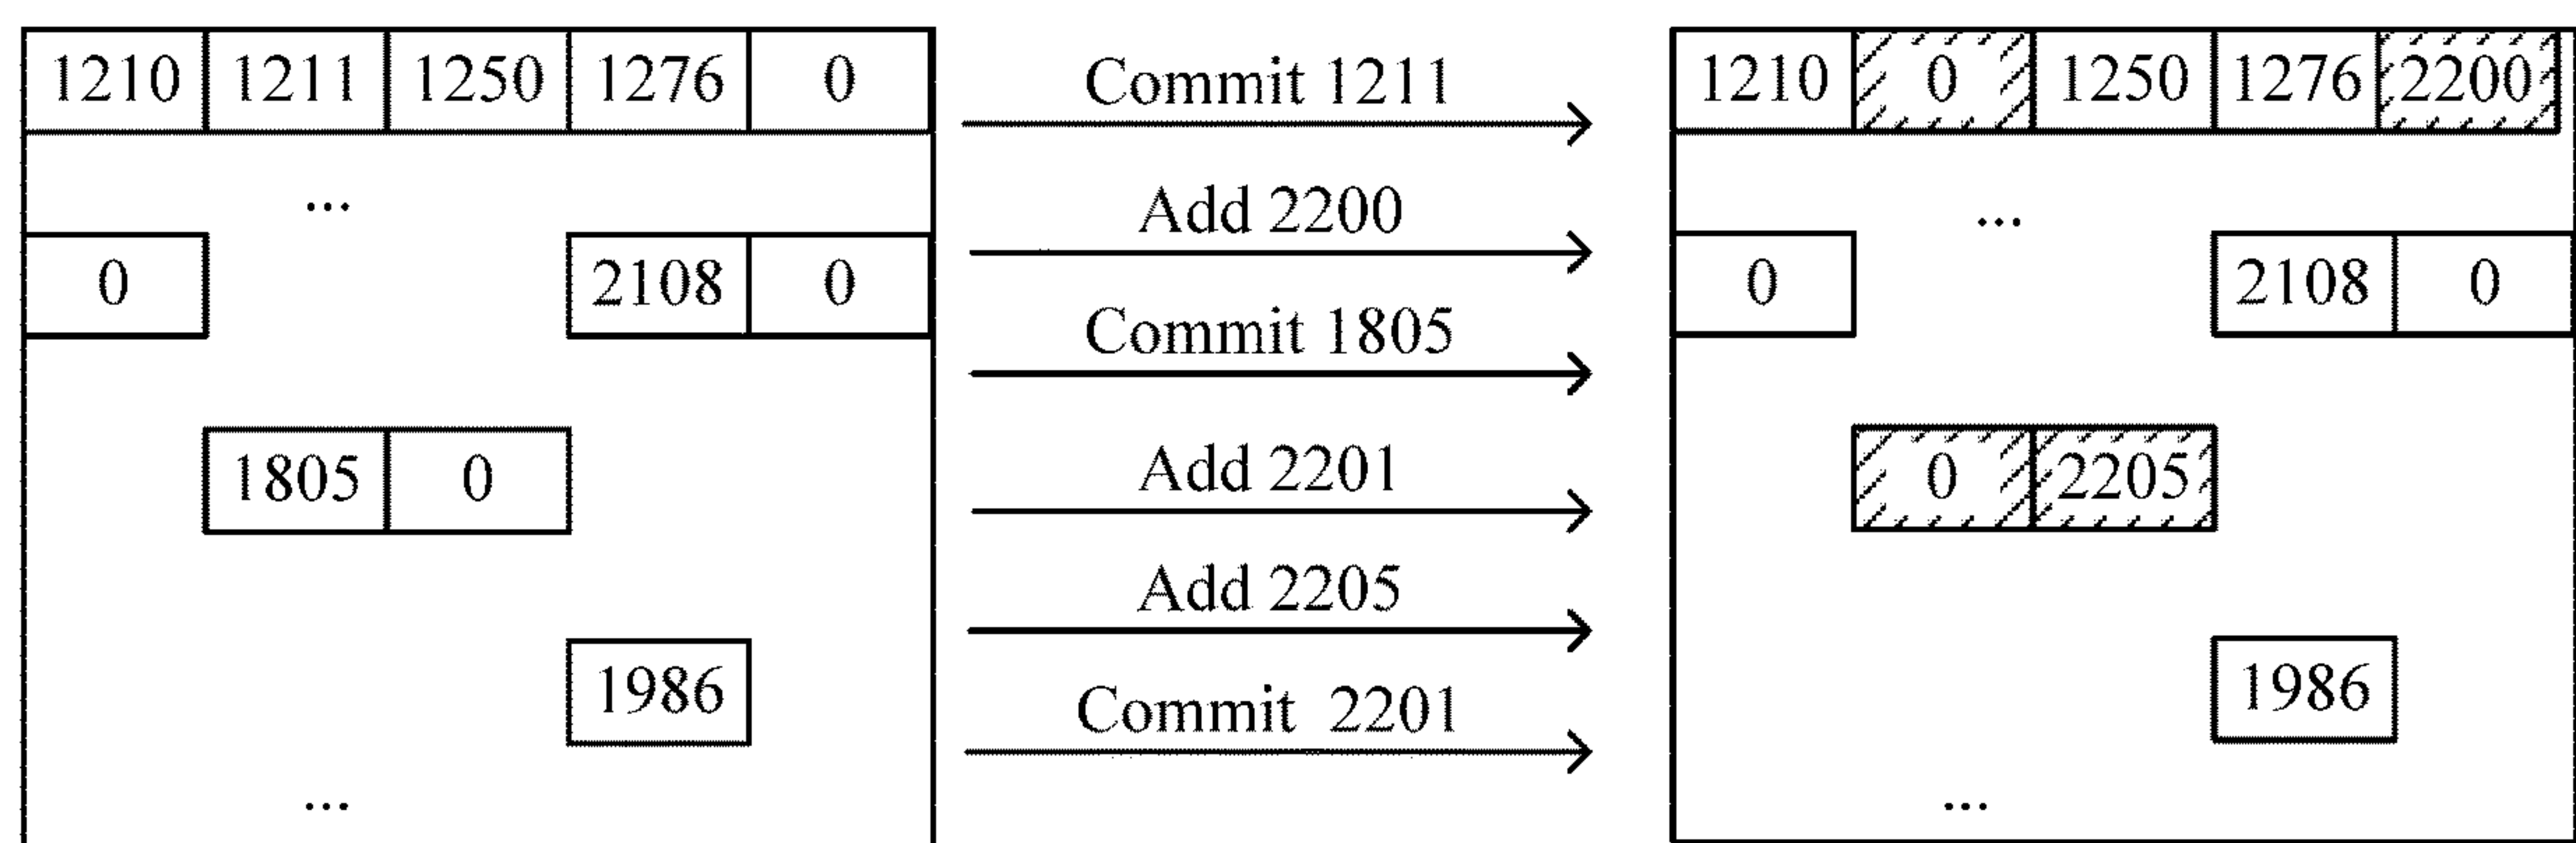 1210 1211 1250 1276 0
...
0 2108 0
1805 0
1986
...
Commit 1211
Add 2200
Commit 1805
Add 2201
Add 2205
Commit 2201
1210 0 1250 1276 2200
...
0 2108 0
0 2205
1986
...